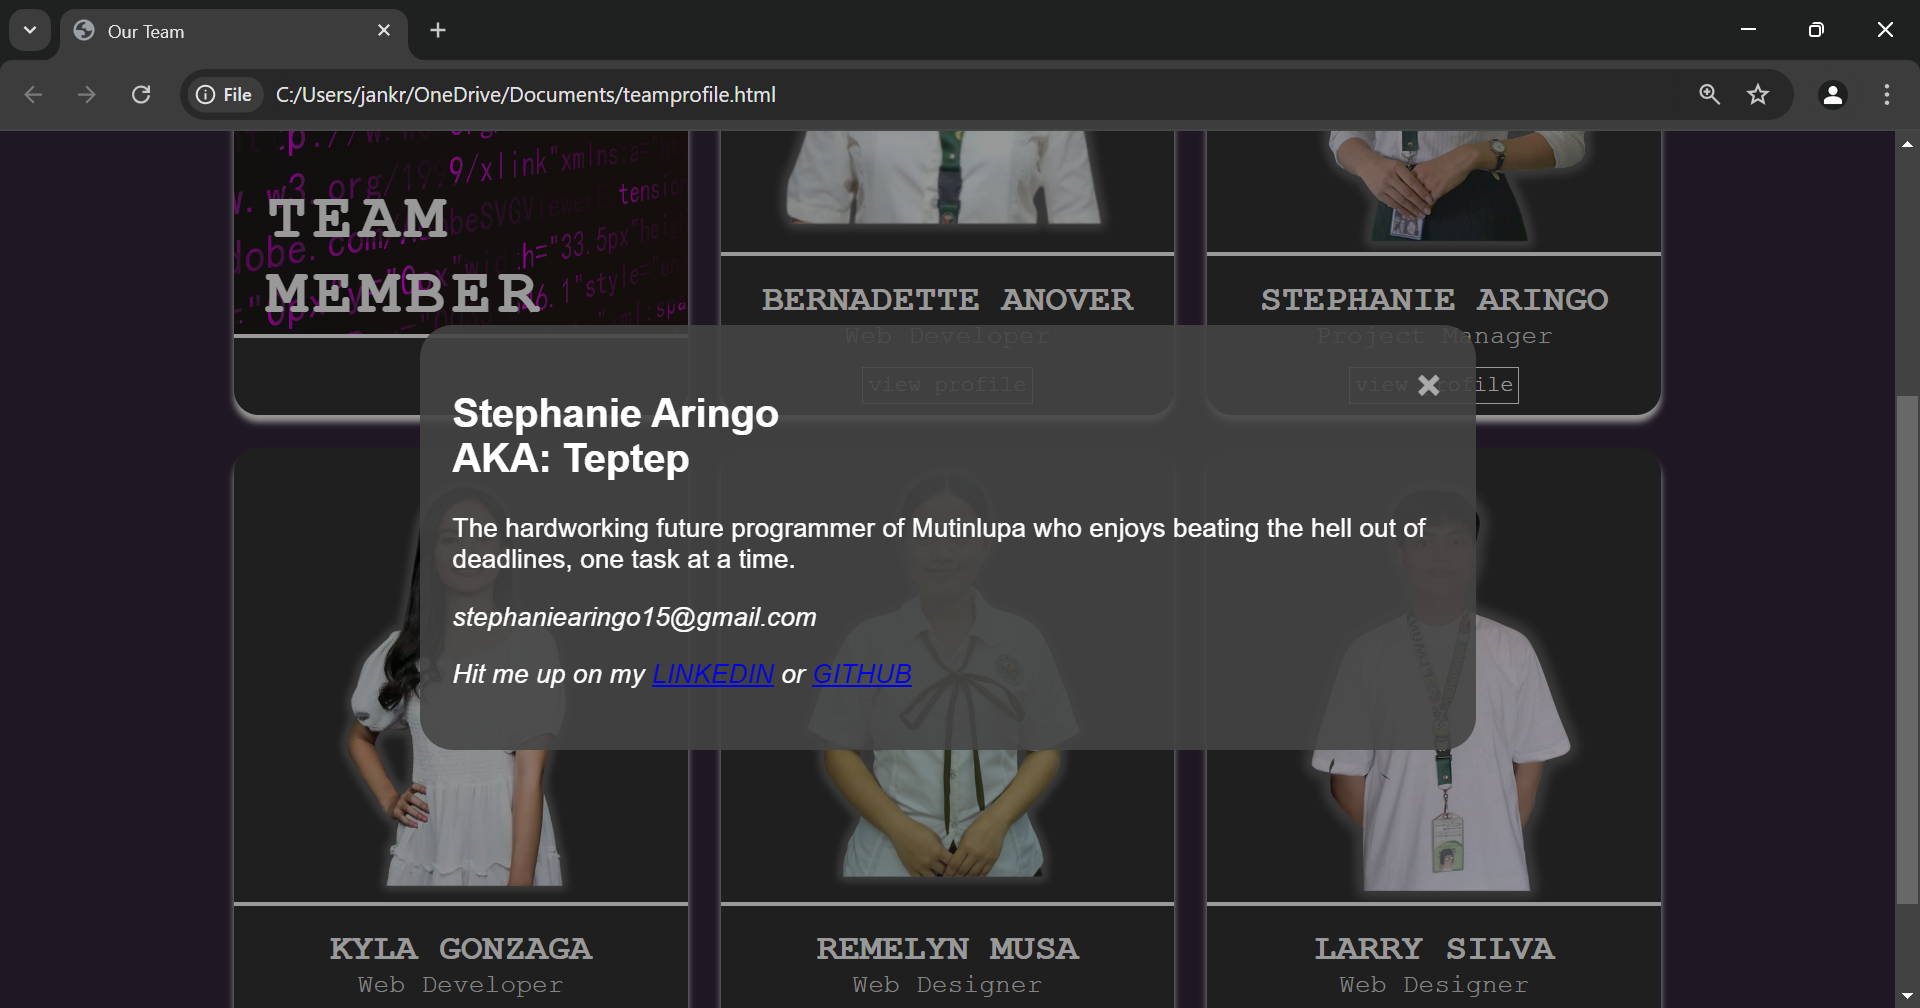 Our Team
File C:/Users/jankr/OneDrive/Documents/teamprofile.html
TEAM
MEMBER
BERNADETTE ANOVER
Web Developer
view profile
STEPHANIE ARINGO
Project Manager
view profile
Stephanie Aringo
AKA: Teptep
The hardworking future programmer of Mutinlupa who enjoys beating the hell out of
deadlines, one task at a time.
stephaniearingo15@gmail.com
Hit me up on my LINKEDIN or GITHUB
KYLA GONZAGA
Web Developer
REMELYN MUSA
Web Designer
LARRY SILVA
Web Designer